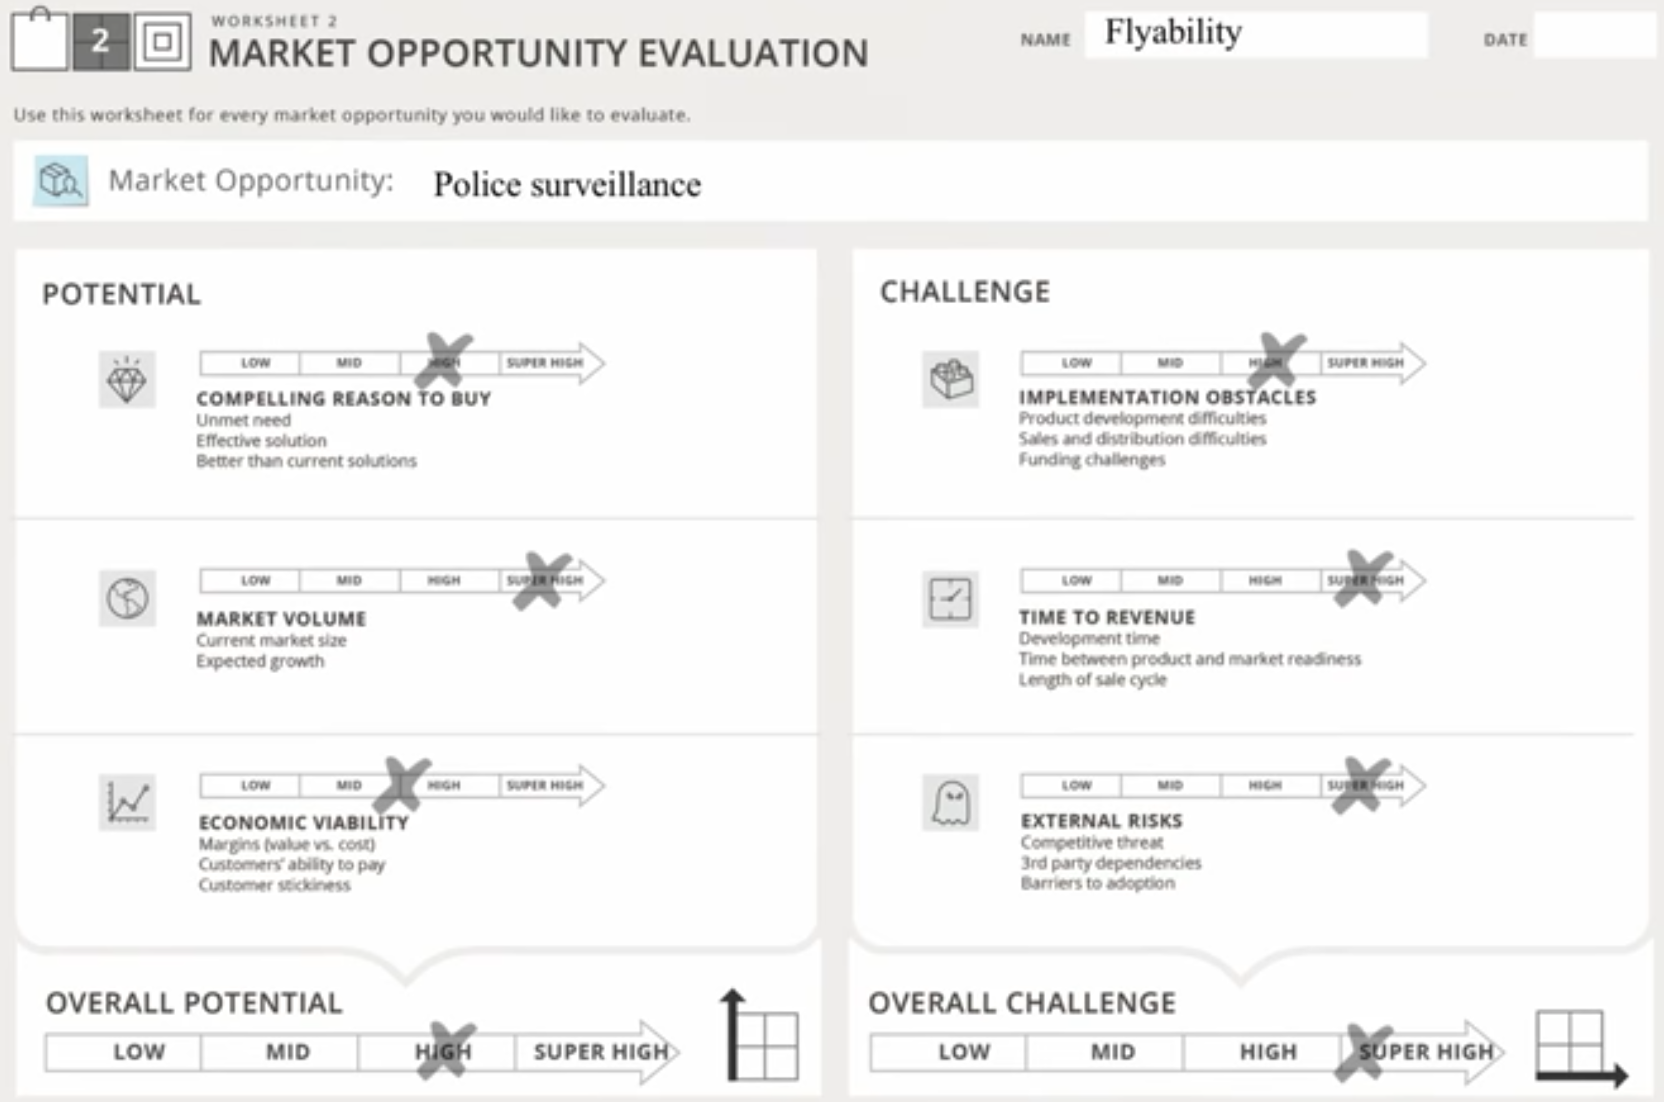 WORKSHEET 2
2
MARKET OPPORTUNITY EVALUATION
NAME Flyability
DATE
Use this worksheet for every market opportunity you would like to evaluate.
Market Opportunity: Police surveillance
POTENTIAL
LOW MID HIGH SUPER HIGH
COMPELLING REASON TO BUY
Unmet need
Effective solution
Better than current solutions
LOW MID HIGH SUPER HIGH
MARKET VOLUME
Current market size
Expected growth
LOW MID HIGH SUPER HIGH
ECONOMIC VIABILITY
Margins (value vs. cost)
Customers' ability to pay
Customer stickiness
OVERALL POTENTIAL
LOW MID HIGH SUPER HIGH
CHALLENGE
LOW MID HIGH SUPER HIGH
IMPLEMENTATION OBSTACLES
Product development difficulties
Sales and distribution difficulties
Funding challenges
LOW MID HIGH SUPER HIGH
TIME TO REVENUE
Development time
Time between product and market readiness
Length of sale cycle
LOW MID HIGH SUPER HIGH
EXTERNAL RISKS
Competitive threat
3rd party dependencies
Barriers to adoption
OVERALL CHALLENGE
LOW MID HIGH SUPER HIGH